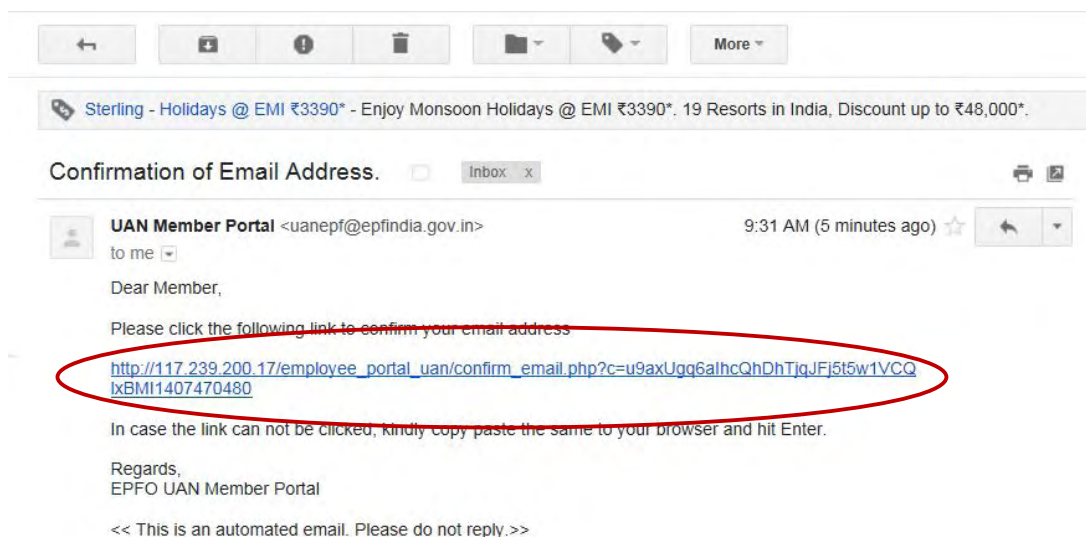 More
Sterling - Holidays @ EMI ₹3390* - Enjoy Monsoon Holidays @ EMI ₹3390*. 19 Resorts in India, Discount up to ₹48,000*.
Confirmation of Email Address. Inbox x
UAN Member Portal <uanepf@epfindia.gov.in> 9:31 AM (5 minutes ago)
to me
Dear Member,
Please click the following link to confirm your email address
http://117.239.200.17/employee_portal_uan/confirm_email.php?c=u9axUgq6aIhcQhDhTjqJFj5t5w1VCQ
IxBMI1407470480
In case the link can not be clicked, kindly copy paste the same to your browser and hit Enter.
Regards,
EPFO UAN Member Portal
<< This is an automated email. Please do not reply.>>